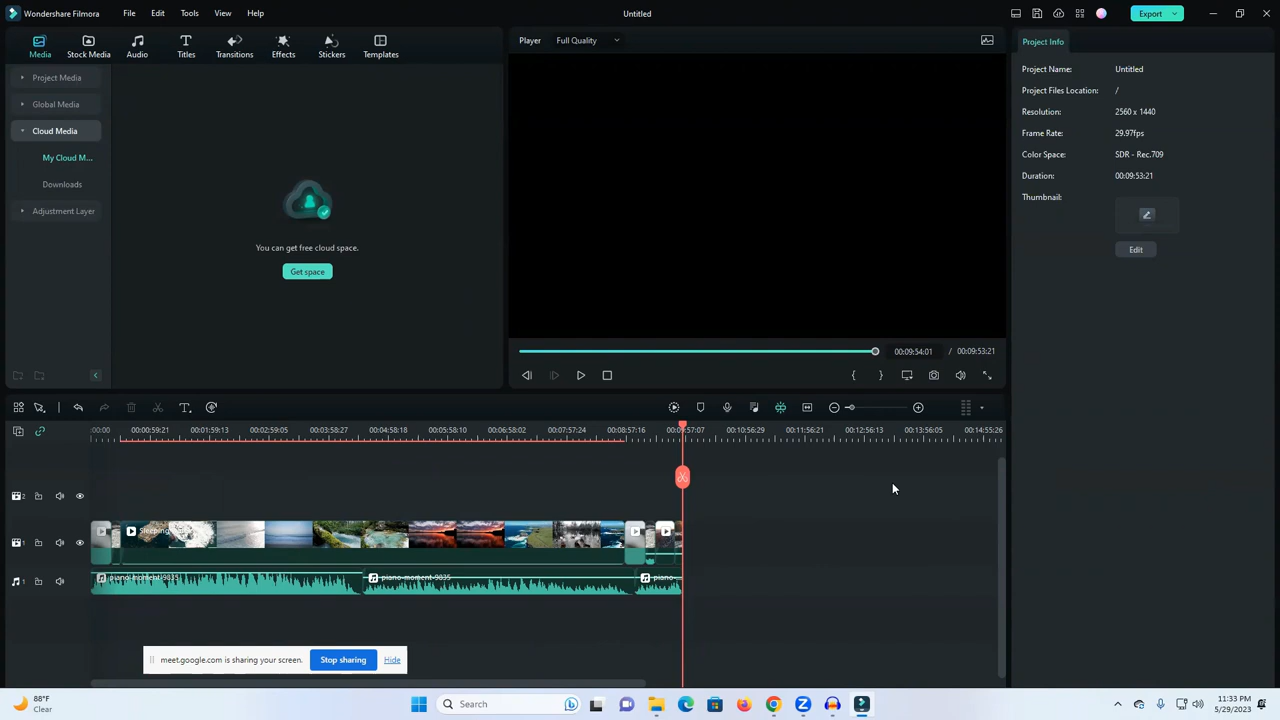 Wondershare Filmora File Edit Tools View Help Untitled Export
Media Stock Media Audio Titles Transitions Effects Stickers Templates
Player Full Quality
Project Info
Project Media
Global Media
Cloud Media
My Cloud M...
Downloads
Adjustment Layer
You can get free cloud space.
Get space
Project Name: Untitled
Project Files Location: /
Resolution: 2560 x 1440
Frame Rate: 29.97fps
Color Space: SDR - Rec.709
Duration: 00:09:53:21
Thumbnail:
Edit
00:09:54:01 / 00:09:53:21
00:00 00:00:59:21 00:01:59:13 00:02:59:05 00:03:58:27 00:04:58:18 00:05:58:10 00:06:58:02 00:07:57:24 00:08:57:16 00:09:57:07 00:10:56:29 00:11:56:21 00:12:56:13 00:13:56:05 00:14:55:26
2
1
1
piano-moment-9835 piano-moment-9835 piano-
meet.google.com is sharing your screen. Stop sharing Hide
88°F
Clear
Search
11:33 PM
5/29/2023